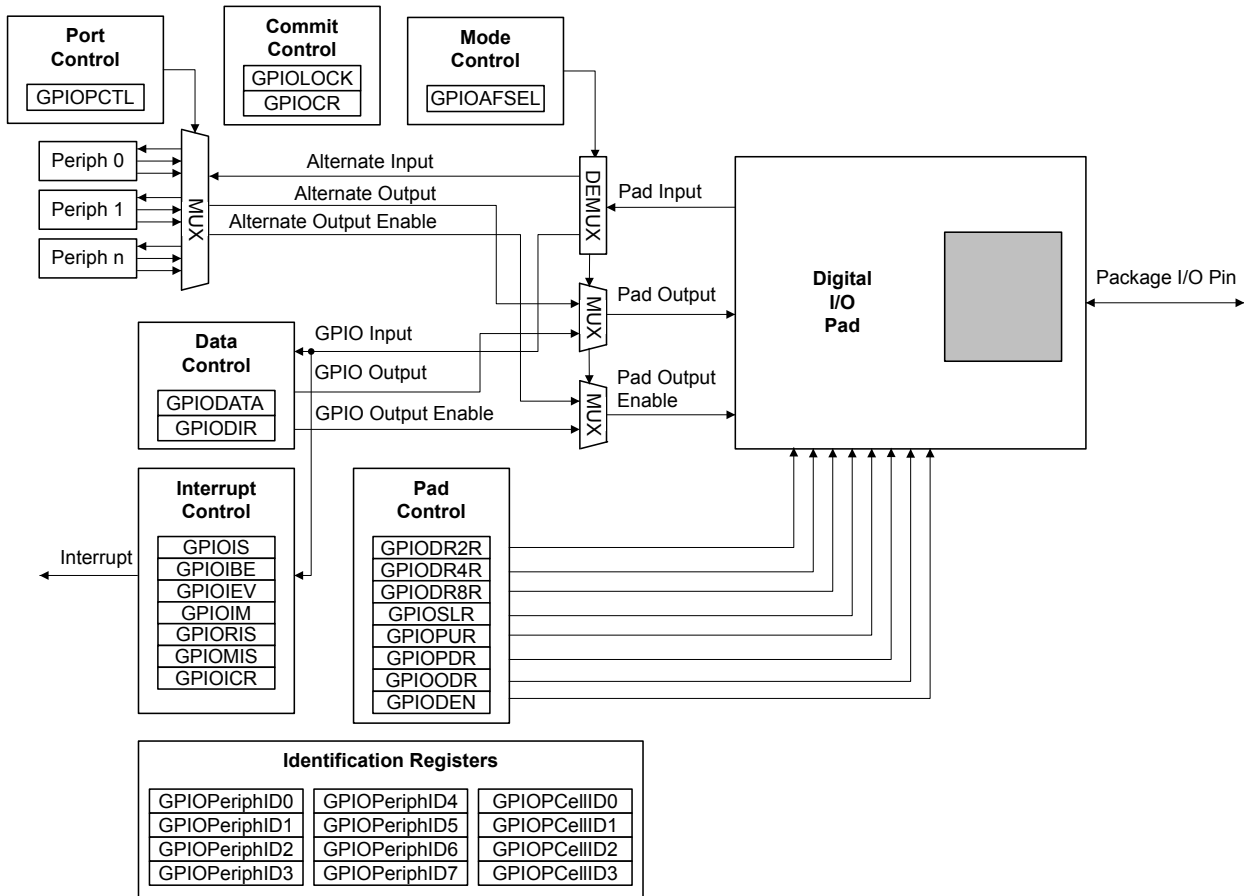 Port
Control
GPIOPCTL
Commit
Control
GPIOLOCK
GPIOCR
Mode
Control
GPIOAFSEL
Periph 0
Periph 1
Periph n
MUX
Alternate Input
Alternate Output
Alternate Output Enable
DEMUX
Pad Input
MUX
Pad Output
MUX
Pad Output
Enable
Digital
I/O
Pad
Package I/O Pin
Data
Control
GPIODATA
GPIODIR
GPIO Input
GPIO Output
GPIO Output Enable
Interrupt
Interrupt
Control
GPIOIS
GPIOIBE
GPIOIEV
GPIOIM
GPIORIS
GPIOMIS
GPIOICR
Pad
Control
GPIODR2R
GPIODR4R
GPIODR8R
GPIOSLR
GPIOPUR
GPIOPDR
GPIOODR
GPIODEN
Identification Registers
GPIOPeriphID0
GPIOPeriphID1
GPIOPeriphID2
GPIOPeriphID3
GPIOPeriphID4
GPIOPeriphID5
GPIOPeriphID6
GPIOPeriphID7
GPIOPCellID0
GPIOPCellID1
GPIOPCellID2
GPIOPCellID3